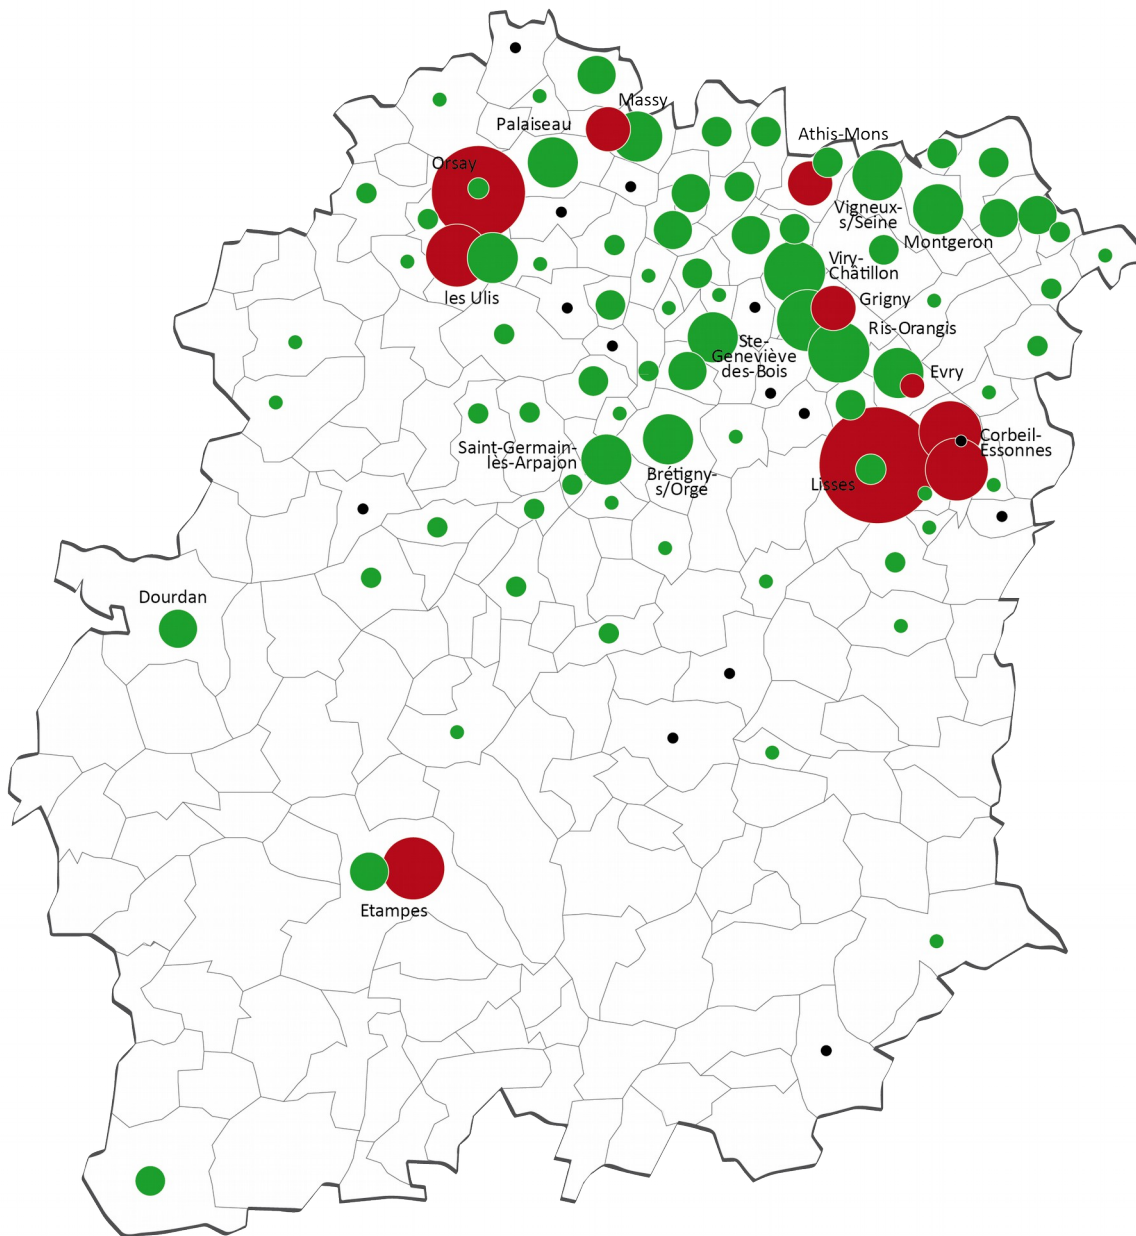 Massy
Palaiseau
Athis-Mons
Orsay
Vigneux-
s/Seine
Montgeron
Viry-
Châtillon
les Ulis
Grigny
Ris-Orangis
Ste-
Geneviève
des-Bois
Evry
Saint-Germain-
lès-Arpajon
Brétigny-
s/Orge
Corbeil-
Essonnes
Lisses
Dourdan
Etampes